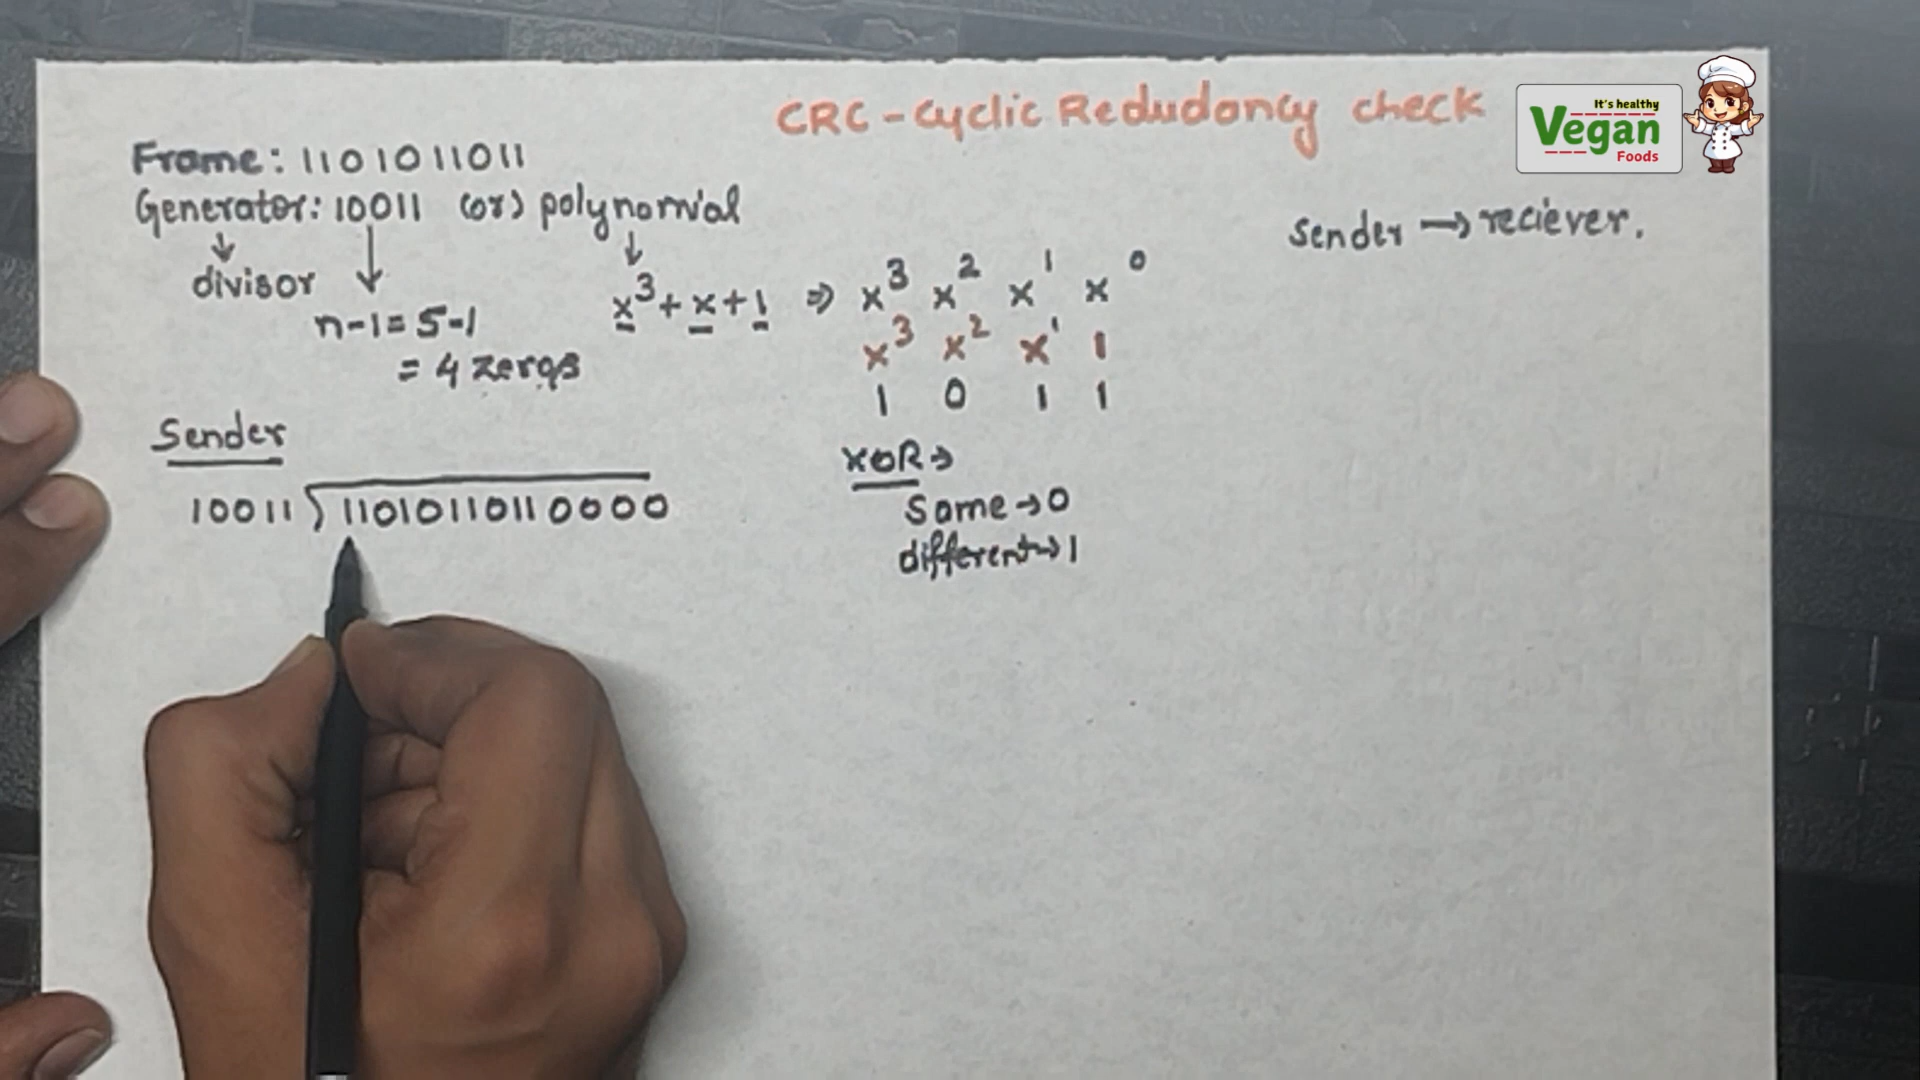 CRC - Cyclic Redudancy check
It's healthy
Vegan
Foods
Frame: 1101011011
Generator: 10011 (or) polynomial
sender → reciever.
↓ ↓ ↓
divisor
n-1 = 5-1
= 4 zeros
x³ + x + 1 ⇒ x³ x² x¹ x⁰
x³ x² x¹ 1
1 0 1 1
Sender
10011 ) 11010110110000
XOR →
Same → 0
different → 1